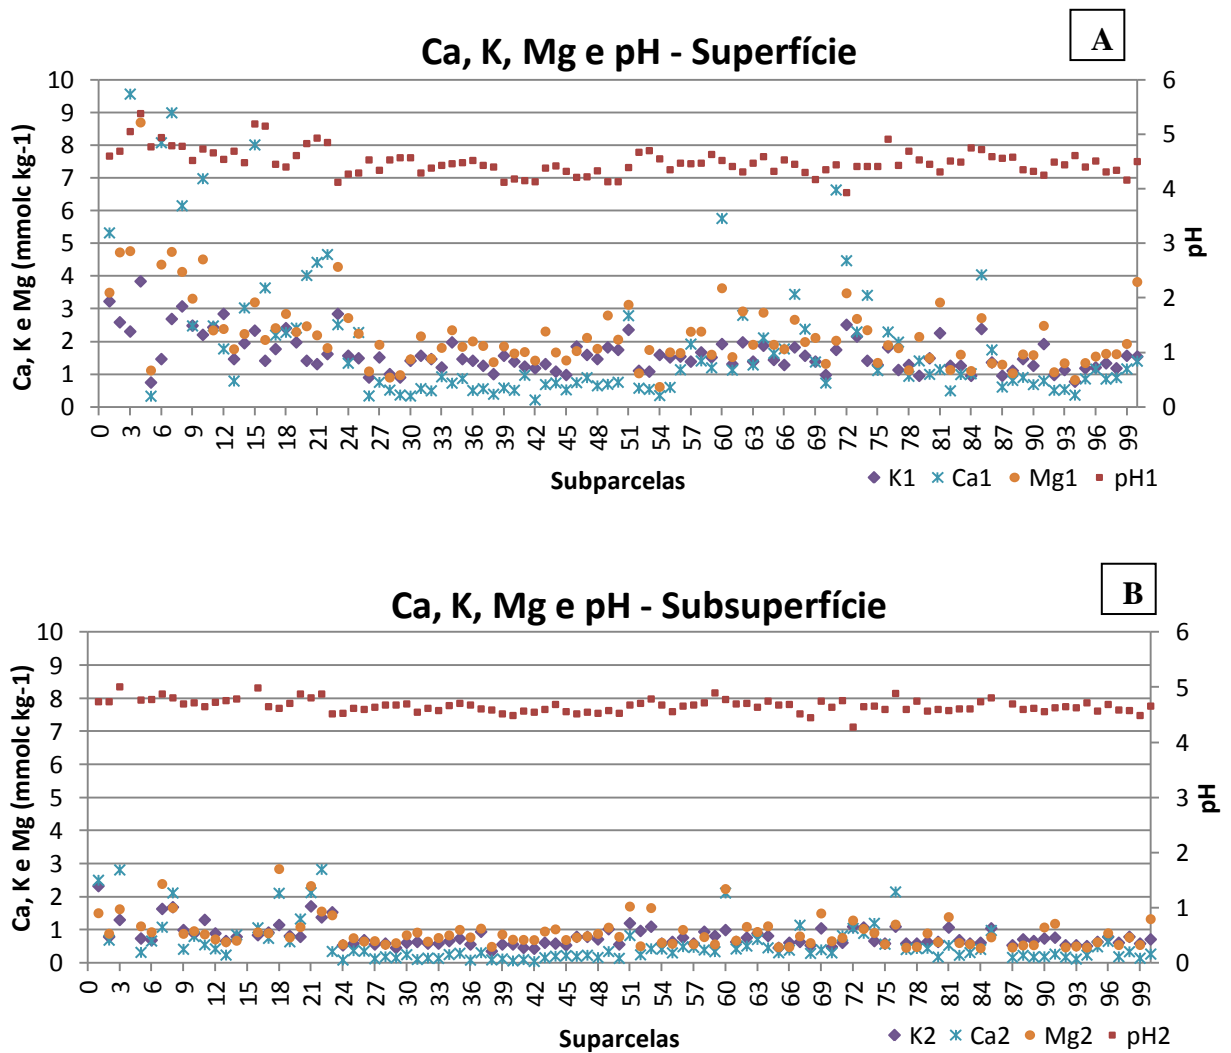 A
Ca, K, Mg e pH - Superfície
Ca, K e Mg (mmolc kg-1)
10
9
8
7
6
5
4
3
2
1
0
6
5
4
3
2
1
0
pH
0 3 6 9 12 15 18 21 24 27 30 33 36 39 42 45 48 51 54 57 60 63 66 69 72 75 78 81 84 87 90 93 96 99
Subparcelas
K1 Ca1 Mg1 pH1
B
Ca, K, Mg e pH - Subsuperfície
Ca, K e Mg (mmolc kg-1)
10
9
8
7
6
5
4
3
2
1
0
6
5
4
3
2
1
0
pH
0 3 6 9 12 15 18 21 24 27 30 33 36 39 42 45 48 51 54 57 60 63 66 69 72 75 78 81 84 87 90 93 96 99
Suparcelas
K2 Ca2 Mg2 pH2